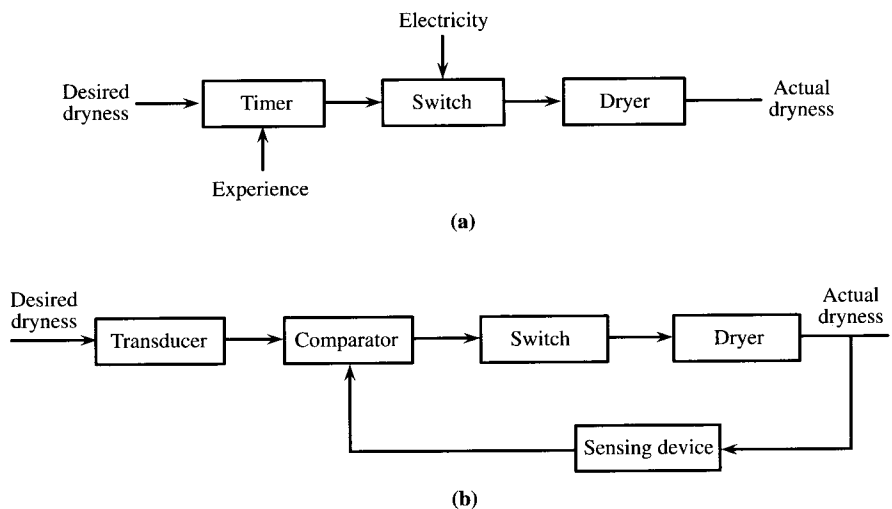 Electricity
Desired
dryness
Timer
Switch
Dryer
Actual
dryness
Experience
(a)
Desired
dryness
Transducer
Comparator
Switch
Dryer
Actual
dryness
Sensing device
(b)